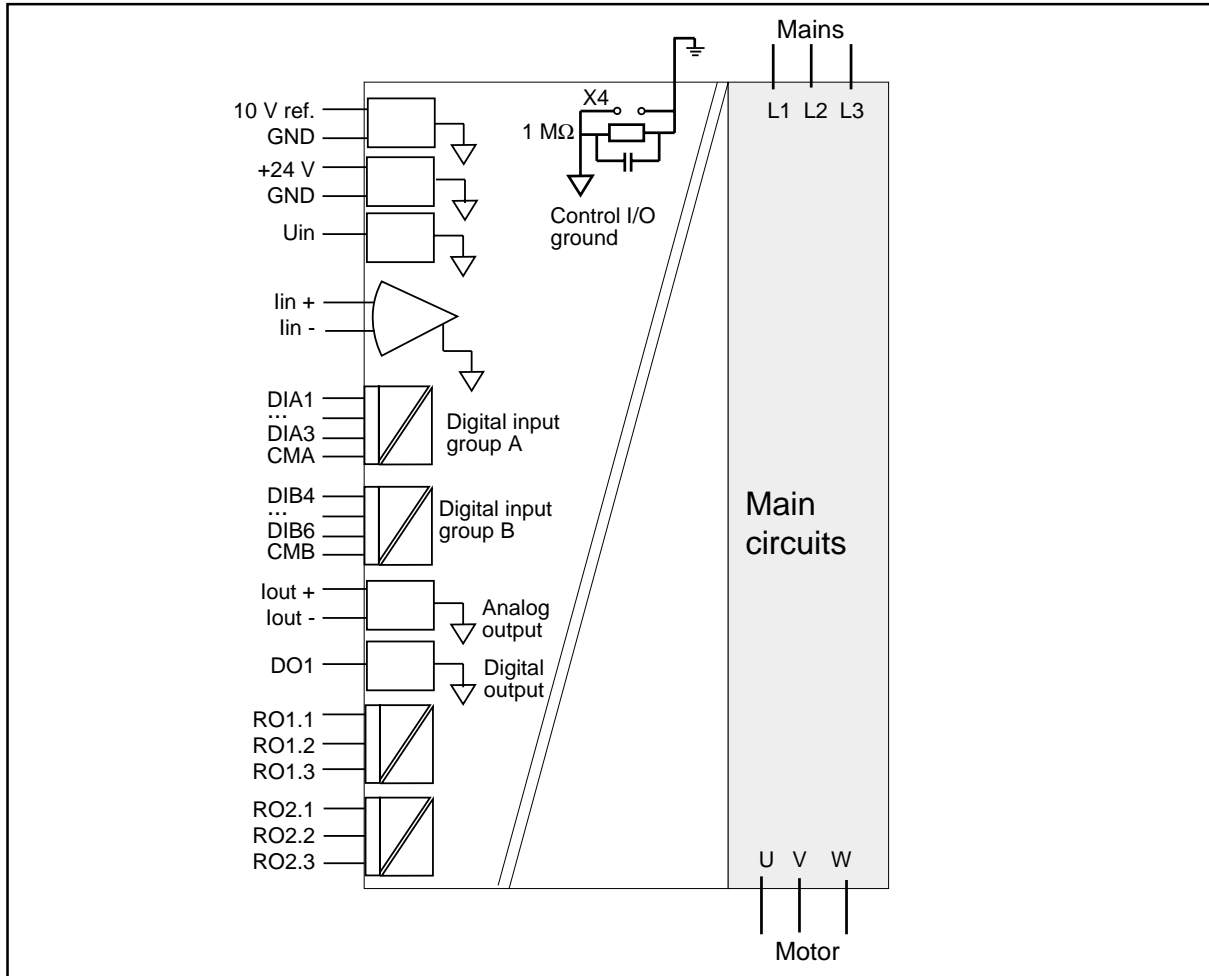 Mains
L1 L2 L3
X4
1 MΩ
Control I/O
ground
10 V ref.
GND
+24 V
GND
Uin
Iin +
Iin -
DIA1
...
DIA3
CMA
Digital input
group A
DIB4
...
DIB6
CMB
Digital input
group B
Iout +
Iout -
Analog
output
DO1
Digital
output
RO1.1
RO1.2
RO1.3
RO2.1
RO2.2
RO2.3
Main
circuits
U V W
Motor